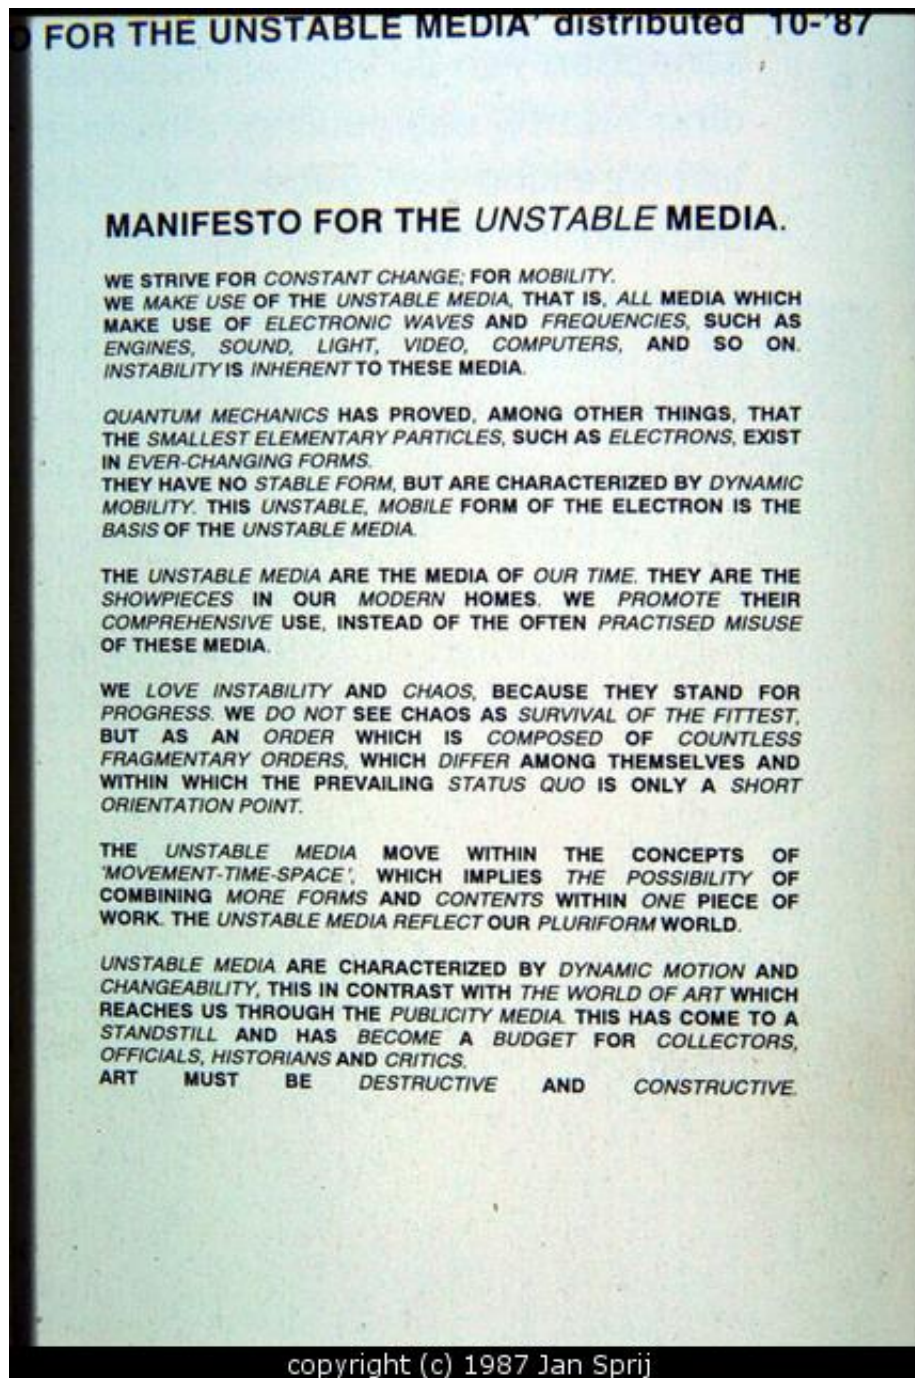 FOR THE UNSTABLE MEDIA' distributed 10-'87
MANIFESTO FOR THE UNSTABLE MEDIA.
WE STRIVE FOR CONSTANT CHANGE; FOR MOBILITY.
WE MAKE USE OF THE UNSTABLE MEDIA, THAT IS, ALL MEDIA WHICH
MAKE USE OF ELECTRONIC WAVES AND FREQUENCIES, SUCH AS
ENGINES, SOUND, LIGHT, VIDEO, COMPUTERS, AND SO ON.
INSTABILITY IS INHERENT TO THESE MEDIA.
QUANTUM MECHANICS HAS PROVED, AMONG OTHER THINGS, THAT
THE SMALLEST ELEMENTARY PARTICLES, SUCH AS ELECTRONS, EXIST
IN EVER-CHANGING FORMS.
THEY HAVE NO STABLE FORM, BUT ARE CHARACTERIZED BY DYNAMIC
MOBILITY. THIS UNSTABLE, MOBILE FORM OF THE ELECTRON IS THE
BASIS OF THE UNSTABLE MEDIA.
THE UNSTABLE MEDIA ARE THE MEDIA OF OUR TIME. THEY ARE THE
SHOWPIECES IN OUR MODERN HOMES. WE PROMOTE THEIR
COMPREHENSIVE USE, INSTEAD OF THE OFTEN PRACTISED MISUSE
OF THESE MEDIA.
WE LOVE INSTABILITY AND CHAOS, BECAUSE THEY STAND FOR
PROGRESS. WE DO NOT SEE CHAOS AS SURVIVAL OF THE FITTEST,
BUT AS AN ORDER WHICH IS COMPOSED OF COUNTLESS
FRAGMENTARY ORDERS, WHICH DIFFER AMONG THEMSELVES AND
WITHIN WHICH THE PREVAILING STATUS QUO IS ONLY A SHORT
ORIENTATION POINT.
THE UNSTABLE MEDIA MOVE WITHIN THE CONCEPTS OF
'MOVEMENT-TIME-SPACE', WHICH IMPLIES THE POSSIBILITY OF
COMBINING MORE FORMS AND CONTENTS WITHIN ONE PIECE OF
WORK. THE UNSTABLE MEDIA REFLECT OUR PLURIFORM WORLD.
UNSTABLE MEDIA ARE CHARACTERIZED BY DYNAMIC MOTION AND
CHANGEABILITY, THIS IN CONTRAST WITH THE WORLD OF ART WHICH
REACHES US THROUGH THE PUBLICITY MEDIA. THIS HAS COME TO A
STANDSTILL AND HAS BECOME A BUDGET FOR COLLECTORS,
OFFICIALS, HISTORIANS AND CRITICS.
ART MUST BE DESTRUCTIVE AND CONSTRUCTIVE.
copyright (c) 1987 Jan Sprij